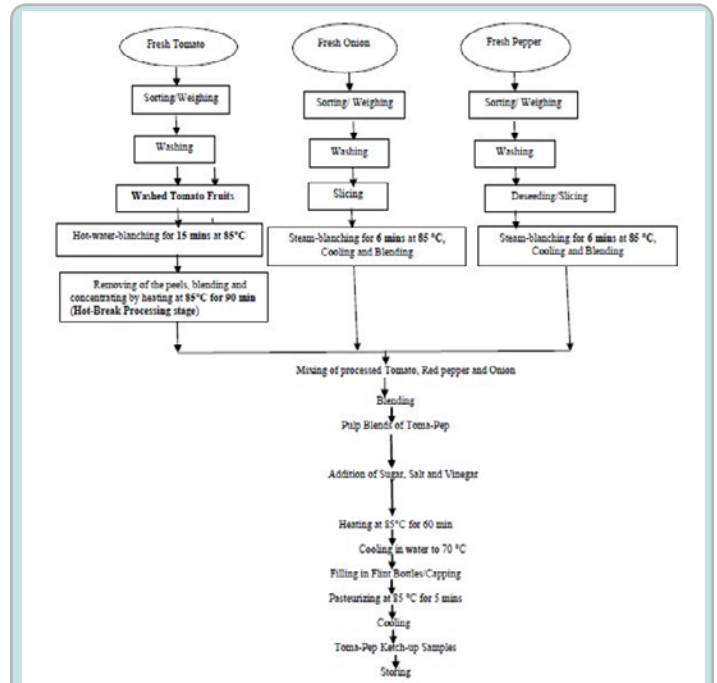 Fresh Tomato
Fresh Onion
Fresh Pepper
Sorting/Weighing
Sorting/ Weighing
Sorting/ Weighing
Washing
Washing
Washing
Washed Tomato Fruits
Slicing
Deseeding/Slicing
Hot-water-blanching for 15 mins at 85°C
Steam-blanching for 6 mins at 85 °C,
Cooling and Blending
Steam-blanching for 6 mins at 85 °C,
Cooling and Blending
Removing of the peels, blending and
concentrating by heating at 85°C for 90 min
(Hot-Break Processing stage)
Mixing of processed Tomato, Red pepper and Onion
Blending
Pulp Blends of Toma-Pep
Addition of Sugar, Salt and Vinegar
Heating at 85°C for 60 min
Cooling in water to 70 °C
Filling in Flint Bottles/Capping
Pasteurizing at 85 °C for 5 mins
Cooling
Toma-Pep Ketch-up Samples
Storing